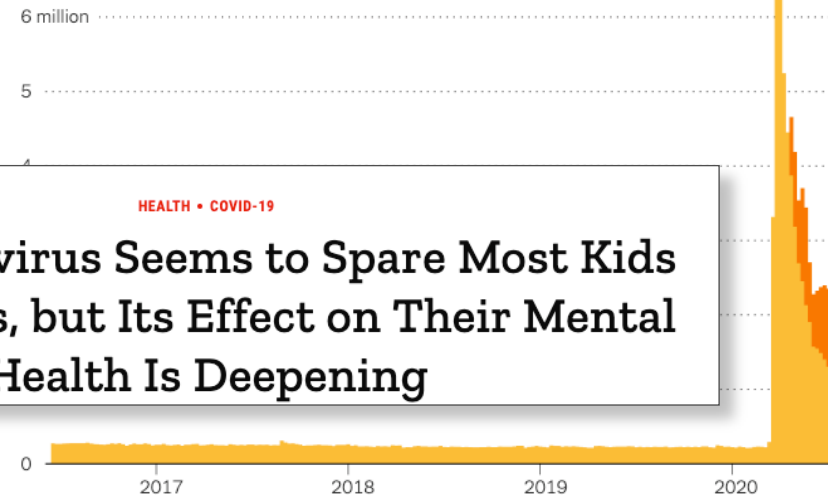 6 million
5
4
HEALTH • COVID-19
virus Seems to Spare Most Kids
s, but Its Effect on Their Mental
Health Is Deepening
0
2017 2018 2019 2020